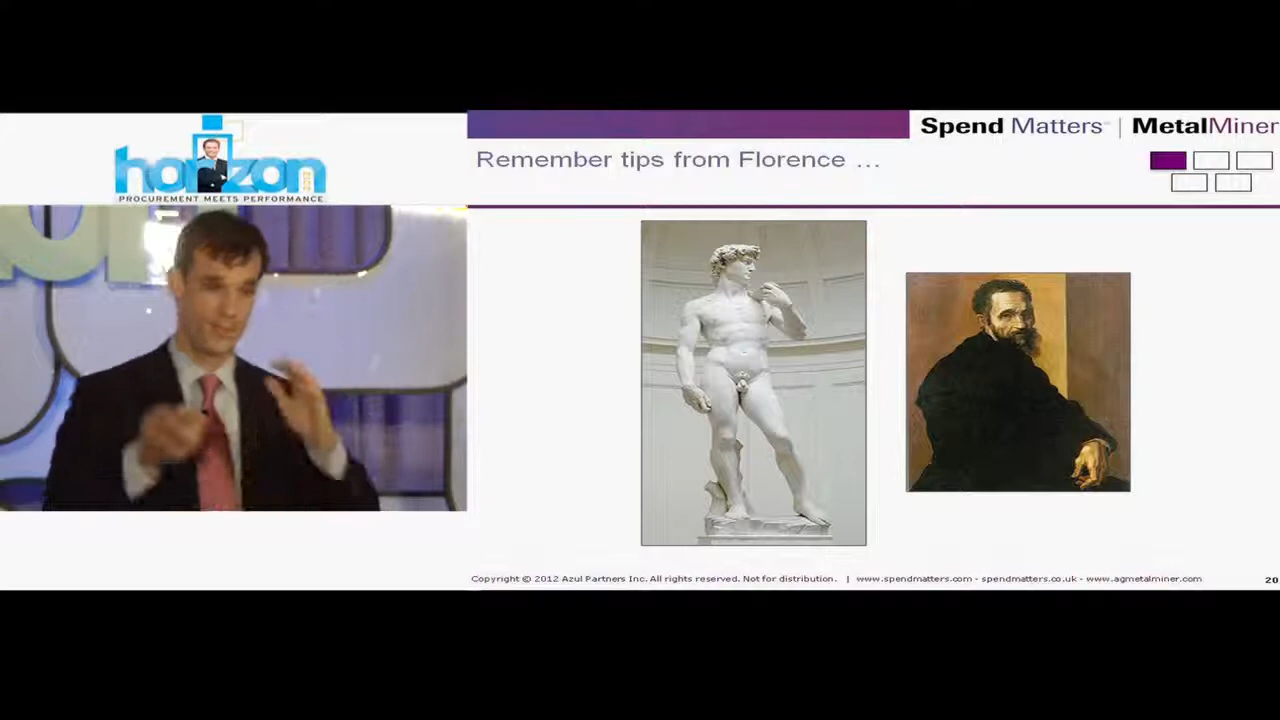 horizon
PROCUREMENT MEETS PERFORMANCE
Spend Matters | MetalMiner
Remember tips from Florence ...
Copyright © 2012 Azul Partners Inc. All rights reserved. Not for distribution. | www.spendmatters.com - spendmatters.co.uk - www.agmetalminer.com
20